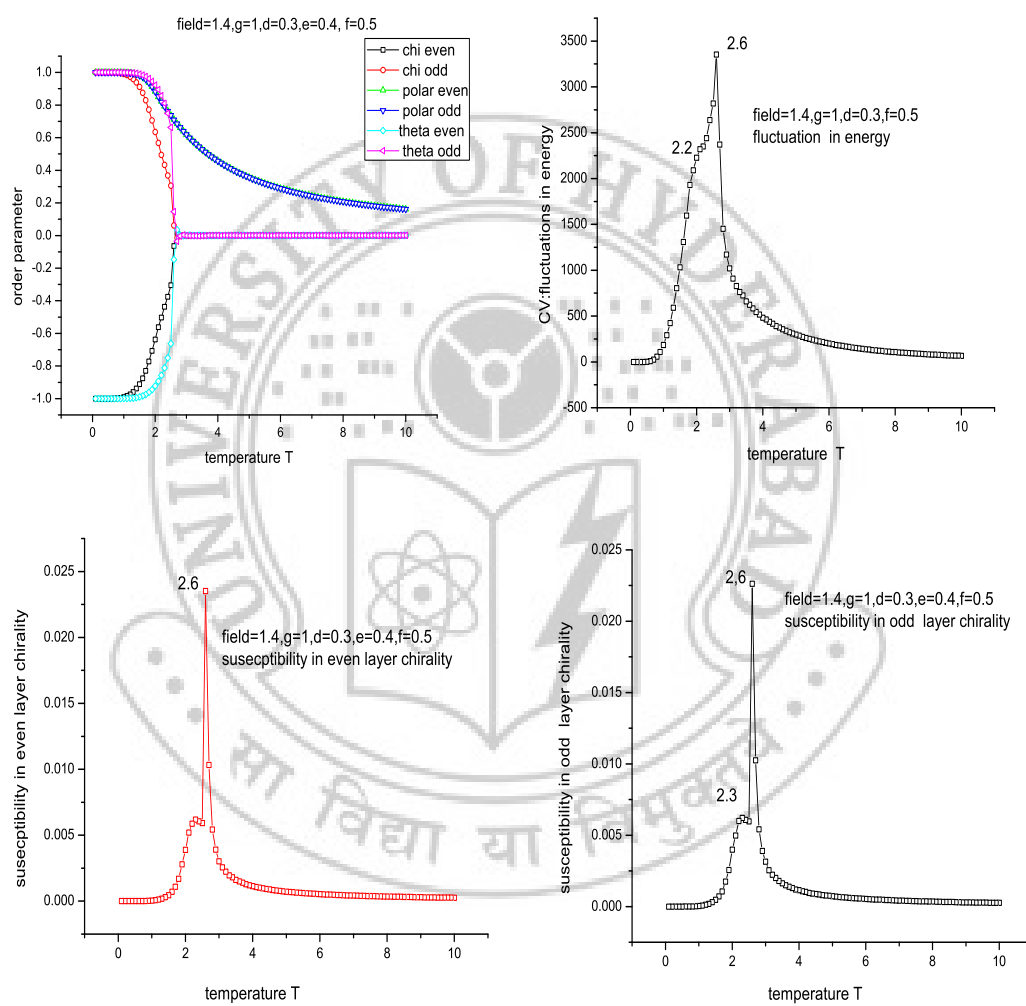 field=1.4,g=1,d=0.3,e=0.4, f=0.5
chi even
chi odd
polar even
polar odd
theta even
theta odd
1.0
0.8
0.6
0.4
0.2
0.0
-0.2
-0.4
-0.6
-0.8
-1.0
order parameter
0
2
4
6
8
10
temperature T
3500
3000
2500
2000
1500
1000
500
0
-500
CV:fluctuations in energy
2.6
2.2
field=1.4,g=1,d=0.3,f=0.5
fluctuation in energy
0
2
4
6
8
10
temperature T
0.025
0.020
0.015
0.010
0.005
0.000
suseceptibility in even layer chirality
2.6
field=1.4,g=1,d=0.3,e=0.4,f=0.5
susecptibility in even layer chirality
0
2
4
6
8
10
temperature T
0.025
0.020
0.015
0.010
0.005
0.000
susceptibility in odd layer chirality
2,6
2.3
field=1.4,g=1,d=0.3,e=0.4,f=0.5
susceptibility in odd layer chirality
0
2
4
6
8
10
temperature T
UNIVERSITY OF HYDERABAD
सा विद्या या विमुक्तये